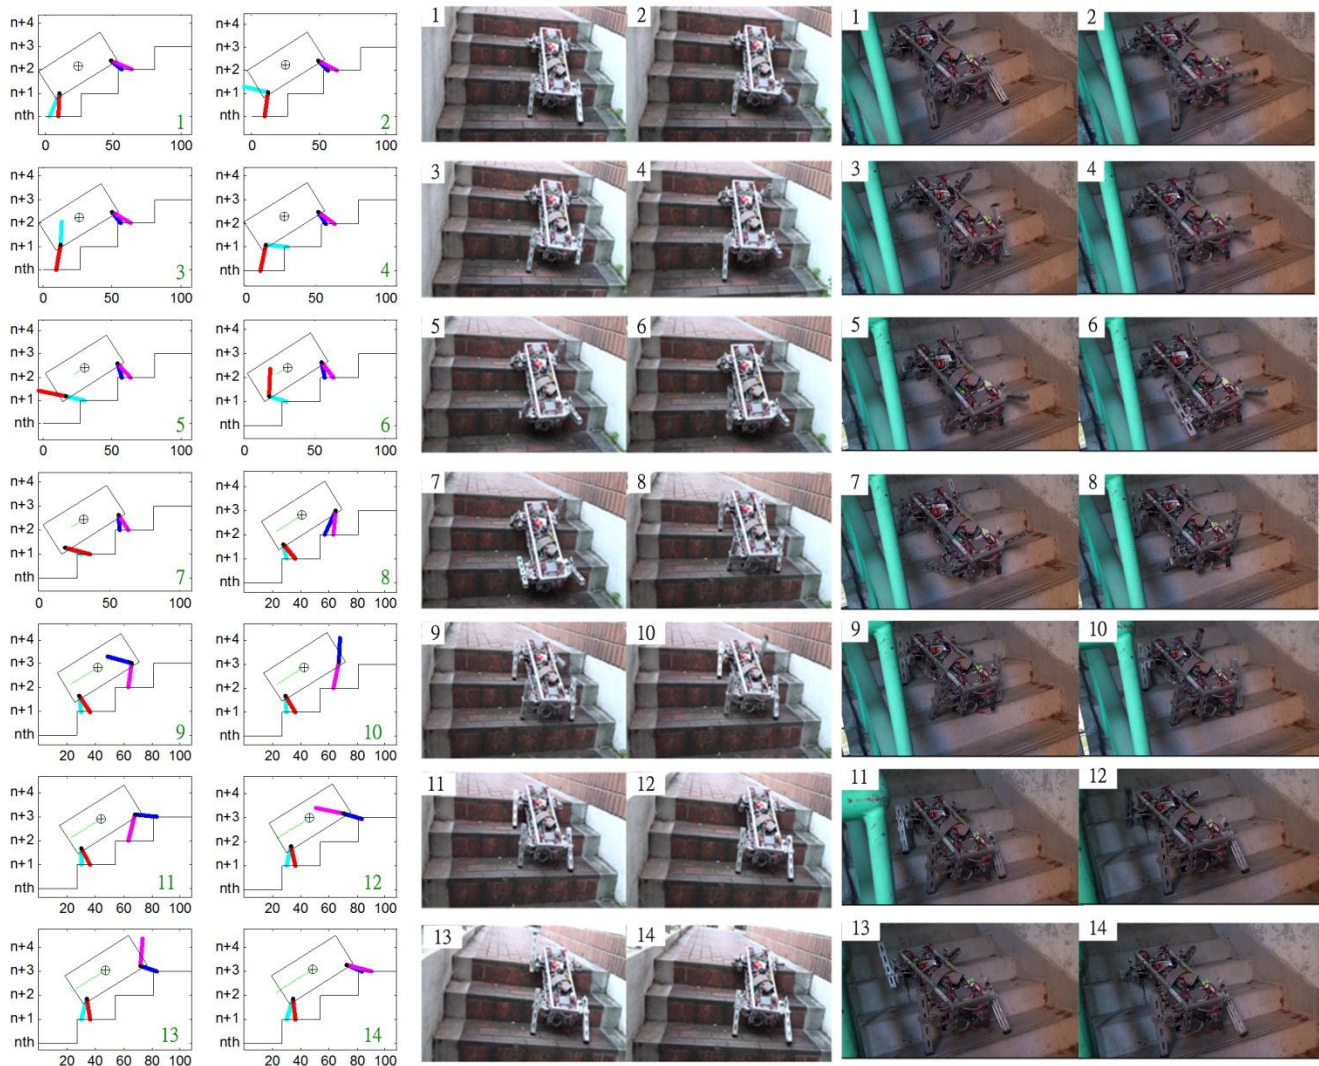 1 2 1 2
n+4 n+4
n+3 n+3
n+2 n+2
n+1 n+1
nth 1 nth 2
0 50 100 0 50 100
3 4 3 4
n+4 n+4
n+3 n+3
n+2 n+2
n+1 n+1
nth 3 nth 4
0 50 100 0 50 100
5 6 5 6
n+4 n+4
n+3 n+3
n+2 n+2
n+1 n+1
nth 5 nth 6
0 50 100 0 50 100
7 8 7 8
n+4 n+4
n+3 n+3
n+2 n+2
n+1 n+1
nth 7 nth 8
0 50 100 20 40 60 80 100
9 10 9 10
n+4 n+4
n+3 n+3
n+2 n+2
n+1 n+1
nth 9 nth 10
20 40 60 80 100 20 40 60 80 100
11 12 11 12
n+4 n+4
n+3 n+3
n+2 n+2
n+1 n+1
nth 11 nth 12
20 40 60 80 100 20 40 60 80 100
13 14 13 14
n+4 n+4
n+3 n+3
n+2 n+2
n+1 n+1
nth 13 nth 14
20 40 60 80 100 20 40 60 80 100